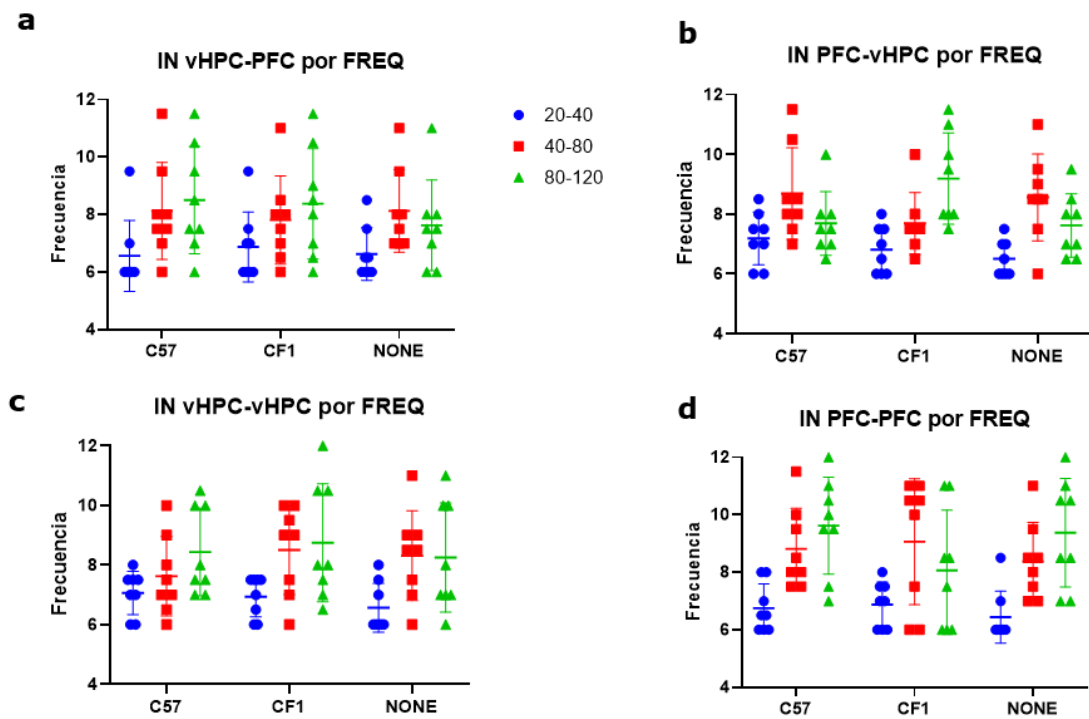 a
IN vHPC-PFC por FREQ
Frecuencia
12
10
8
6
4
C57 CF1 NONE
20-40
40-80
80-120
b
IN PFC-vHPC por FREQ
Frecuencia
12
10
8
6
4
C57 CF1 NONE
c
IN vHPC-vHPC por FREQ
Frecuencia
12
10
8
6
4
C57 CF1 NONE
d
IN PFC-PFC por FREQ
Frecuencia
12
10
8
6
4
C57 CF1 NONE